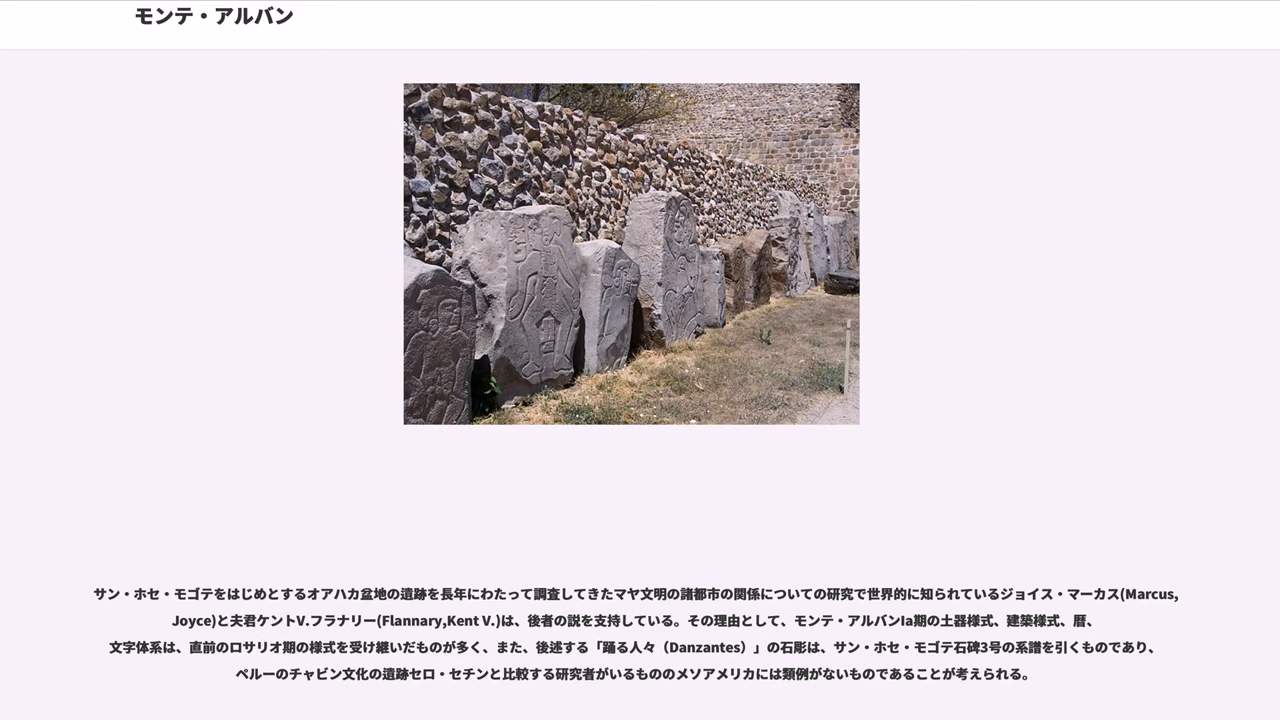 モンテ・アルバン
サン・ホセ・モゴテをはじめとするオアハカ盆地の遺跡を長年にわたって調査してきたマヤ文明の諸都市の関係についての研究で世界的に知られているジョイス・マーカス(Marcus,
Joyce)と夫君ケントV.フラナリー(Flannary,Kent V.)は、後者の説を支持している。その理由として、モンテ・アルバンIa期の土器様式、建築様式、暦、
文字体系は、直前のロサリオ期の様式を受け継いだものが多く、また、後述する「踊る人々（Danzantes）」の石彫は、サン・ホセ・モゴテ石碑3号の系譜を引くものであり、
ペルーのチャビン文化の遺跡セロ・セチンと比較する研究者がいるもののメソアメリカには類例がないものであることが考えられる。